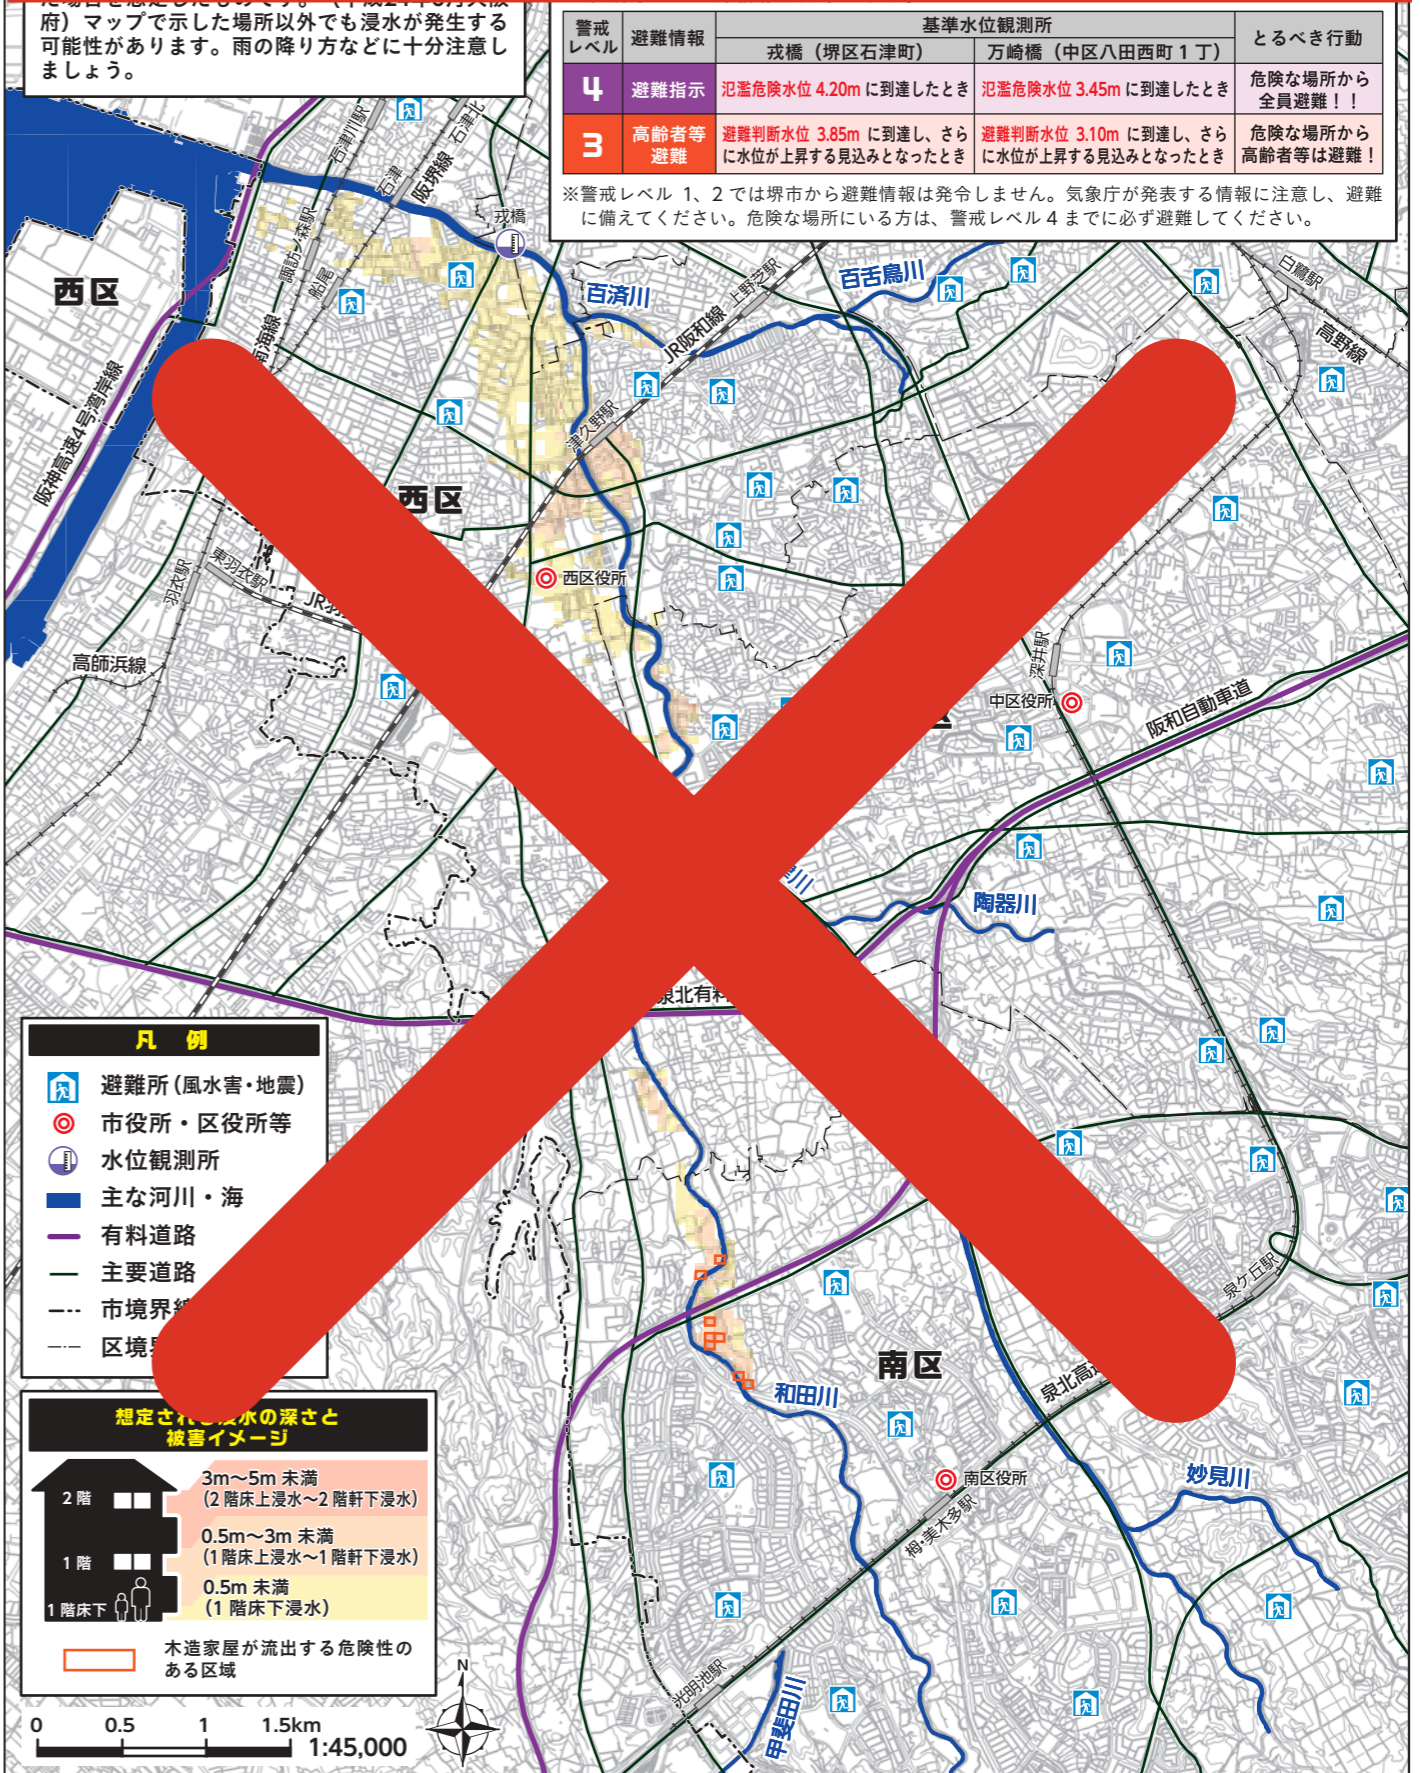 府）マップで示した場所以外でも浸水が発生する
可能性があります。雨の降り方などに十分注意し
ましょう。
警戒
レベル
避難情報
基準水位観測所
戎橋（堺区石津町）
万崎橋（中区八田西町１丁）
とるべき行動
4
避難指示
氾濫危険水位 4.20m に到達したとき
氾濫危険水位 3.45m に到達したとき
危険な場所から
全員避難！！
3
高齢者等
避難
避難判断水位 3.85m に到達し、さら
に水位が上昇する見込みとなったとき
避難判断水位 3.10m に到達し、さら
に水位が上昇する見込みとなったとき
危険な場所から
高齢者等は避難！
※警戒レベル 1、2 では堺市から避難情報は発令しません。気象庁が発表する情報に注意し、避難
に備えてください。危険な場所にいる方は、警戒レベル 4 までに必ず避難してください。
石津川駅
石津
阪堺線
石津北
戎橋
諏訪ノ森駅
船尾
西区
百済川
JR阪和線
上野芝駅
百舌鳥川
白鷺駅
高野線
南海線
阪神高速4号湾岸線
津久野駅
西区
西区役所
東羽衣駅
羽衣駅
高師浜線
深井駅
中区役所
阪和自動車道
陶器川
凡 例
避難所（風水害・地震）
市役所・区役所等
水位観測所
主な河川・海
有料道路
主要道路
泉ケ丘駅
南区
和田川
南区役所
栂・美木多駅
妙見川
光明池駅
甲斐田川
被害イメージ
2 階
3m～5m 未満
（2 階床上浸水～2 階軒下浸水）
1 階
0.5m～3m 未満
（1 階床上浸水～1 階軒下浸水）
1 階床下
0.5m 未満
（1 階床下浸水）
木造家屋が流出する危険性の
ある区域
N
0 0.5 1 1.5km
1:45,000